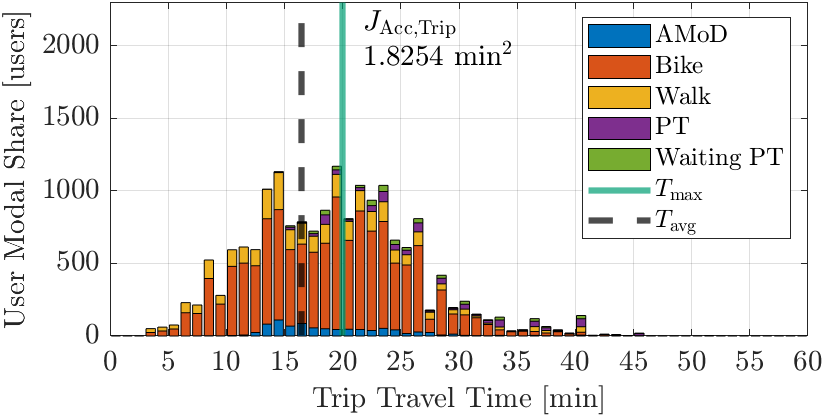 J_Acc,Trip
1.8254 min²
AMoD
Bike
Walk
PT
Waiting PT
T_max
T_avg
User Modal Share [users]
2000
1500
1000
500
0
0 5 10 15 20 25 30 35 40 45 50 55 60
Trip Travel Time [min]